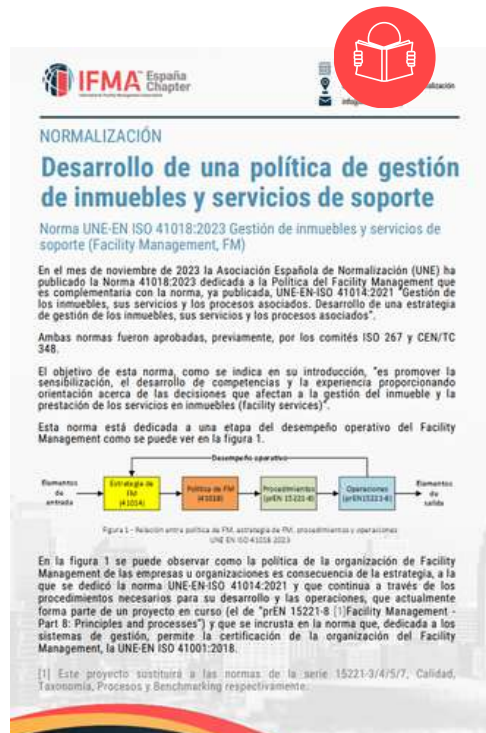 IFMA España
Chapter
alización
info@
NORMALIZACIÓN
Desarrollo de una política de gestión
de inmuebles y servicios de soporte
Norma UNE-EN ISO 41018:2023 Gestión de inmuebles y servicios de
soporte (Facility Management, FM)
En el mes de noviembre de 2023 la Asociación Española de Normalización (UNE) ha
publicado la Norma 41018:2023 dedicada a la Política del Facility Management que
es complementaria con la norma, ya publicada, UNE-EN-ISO 41014:2021 "Gestión de
los inmuebles, sus servicios y los procesos asociados. Desarrollo de una estrategia
de gestión de los inmuebles, sus servicios y los procesos asociados".
Ambas normas fueron aprobadas, previamente, por los comités ISO 267 y CEN/TC
348.
El objetivo de esta norma, como se indica en su introducción, "es promover la
sensibilización, el desarrollo de competencias y la experiencia proporcionando
orientación acerca de las decisiones que afectan a la gestión del inmueble y la
prestación de los servicios en inmuebles (facility services)".
Esta norma está dedicada a una etapa del desempeño operativo del Facility
Management como se puede ver en la figura 1.
Desempeño operativo
Elementos
de
entrada
Estrategia de
FM
(41014)
Política de FM
(41018)
Procedimientos
(prEN 15221-8)
Operaciones
(prEN15221-8)
Elementos
de
salida
Figura 1 - Relación entre política de FM, estrategia de FM, procedimientos y operaciones
UNE EN ISO 41018 2023
En la figura 1 se puede observar como la política de la organización de Facility
Management de las empresas u organizaciones es consecuencia de la estrategia, a la
que se dedicó la norma UNE-EN-ISO 41014:2021 y que continua a través de los
procedimientos necesarios para su desarrollo y las operaciones, que actualmente
forma parte de un proyecto en curso (el de "prEN 15221-8 [1]Facility Management -
Part 8: Principles and processes") y que se incrusta en la norma que, dedicada a los
sistemas de gestión, permite la certificación de la organización del Facility
Management, la UNE-EN ISO 41001:2018.
[1] Este proyecto sustituirá a las normas de la serie 15221-3/4/5/7, Calidad,
Taxonomía, Procesos y Benchmarking respectivamente.